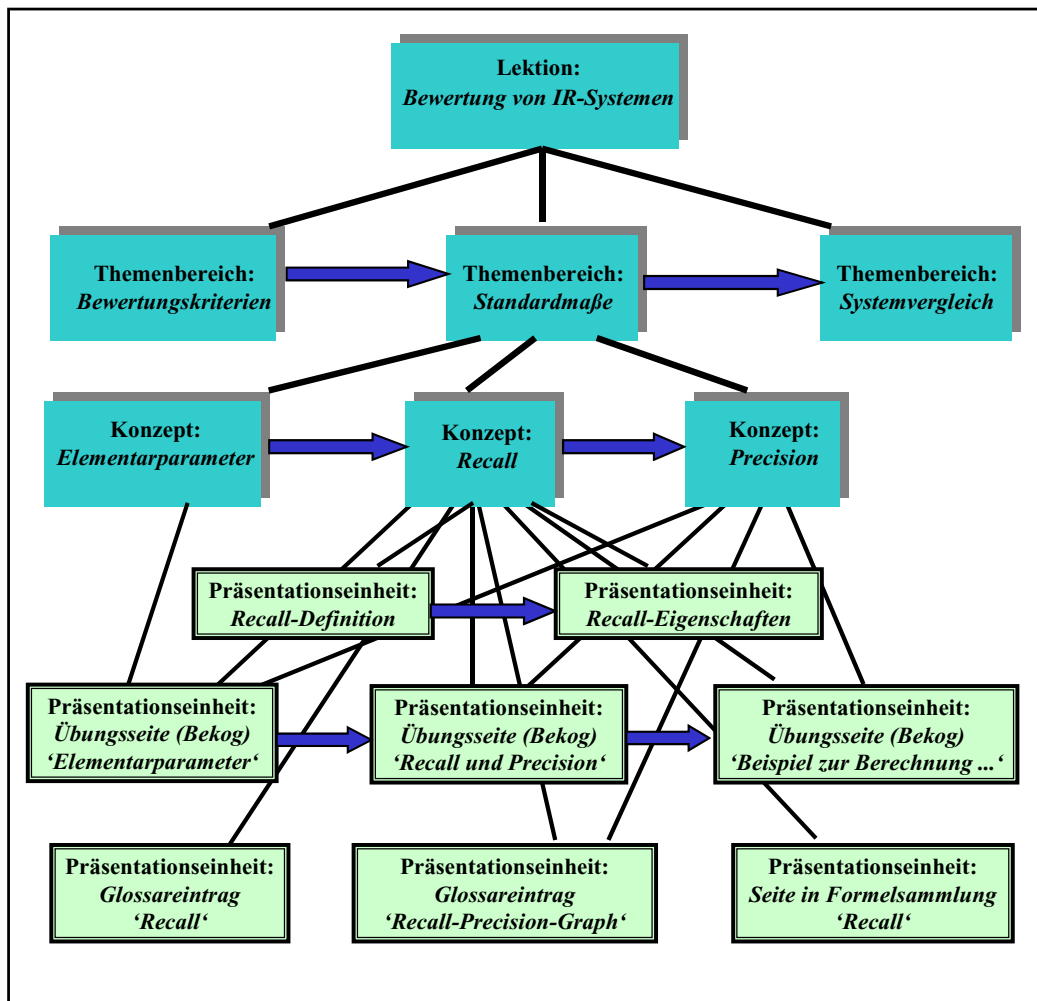 Lektion:
Bewertung von IR-Systemen
Themenbereich:
Bewertungskriterien
Themenbereich:
Standardmaße
Themenbereich:
Systemvergleich
Konzept:
Elementarparameter
Konzept:
Recall
Konzept:
Precision
Präsentationseinheit:
Recall-Definition
Präsentationseinheit:
Recall-Eigenschaften
Präsentationseinheit:
Übungsseite (Bekog)
‘Elementarparameter‘
Präsentationseinheit:
Übungsseite (Bekog)
‘Recall und Precision‘
Präsentationseinheit:
Übungsseite (Bekog)
‘Beispiel zur Berechnung ...‘
Präsentationseinheit:
Glossareintrag
‘Recall‘
Präsentationseinheit:
Glossareintrag
‘Recall-Precision-Graph‘
Präsentationseinheit:
Seite in Formelsammlung
‘Recall‘